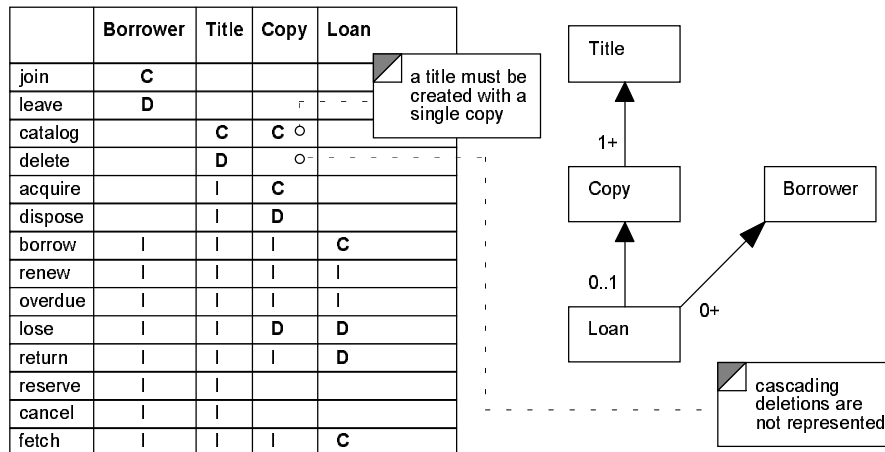 Borrower Title Copy Loan
join C
leave D
catalog C C
delete D
acquire I C
dispose I D
borrow I I I C
renew I I I I
overdue I I I I
lose I I D D
return I I I D
reserve I I
cancel I I
fetch I I I C
a title must be
created with a
single copy
Title
1+
Copy
Borrower
0..1
0+
Loan
cascading
deletions are
not represented